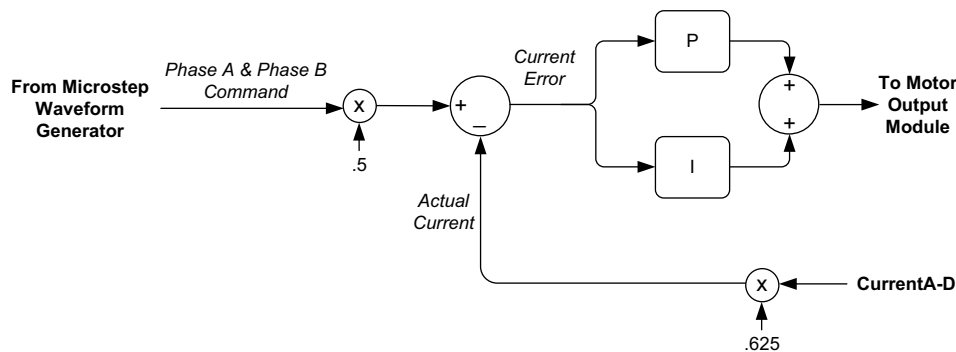 From Microstep
Waveform
Generator
Phase A & Phase B
Command
x
.5
+
–
Current
Error
P
I
+
+
To Motor
Output
Module
Actual
Current
x
.625
CurrentA-D